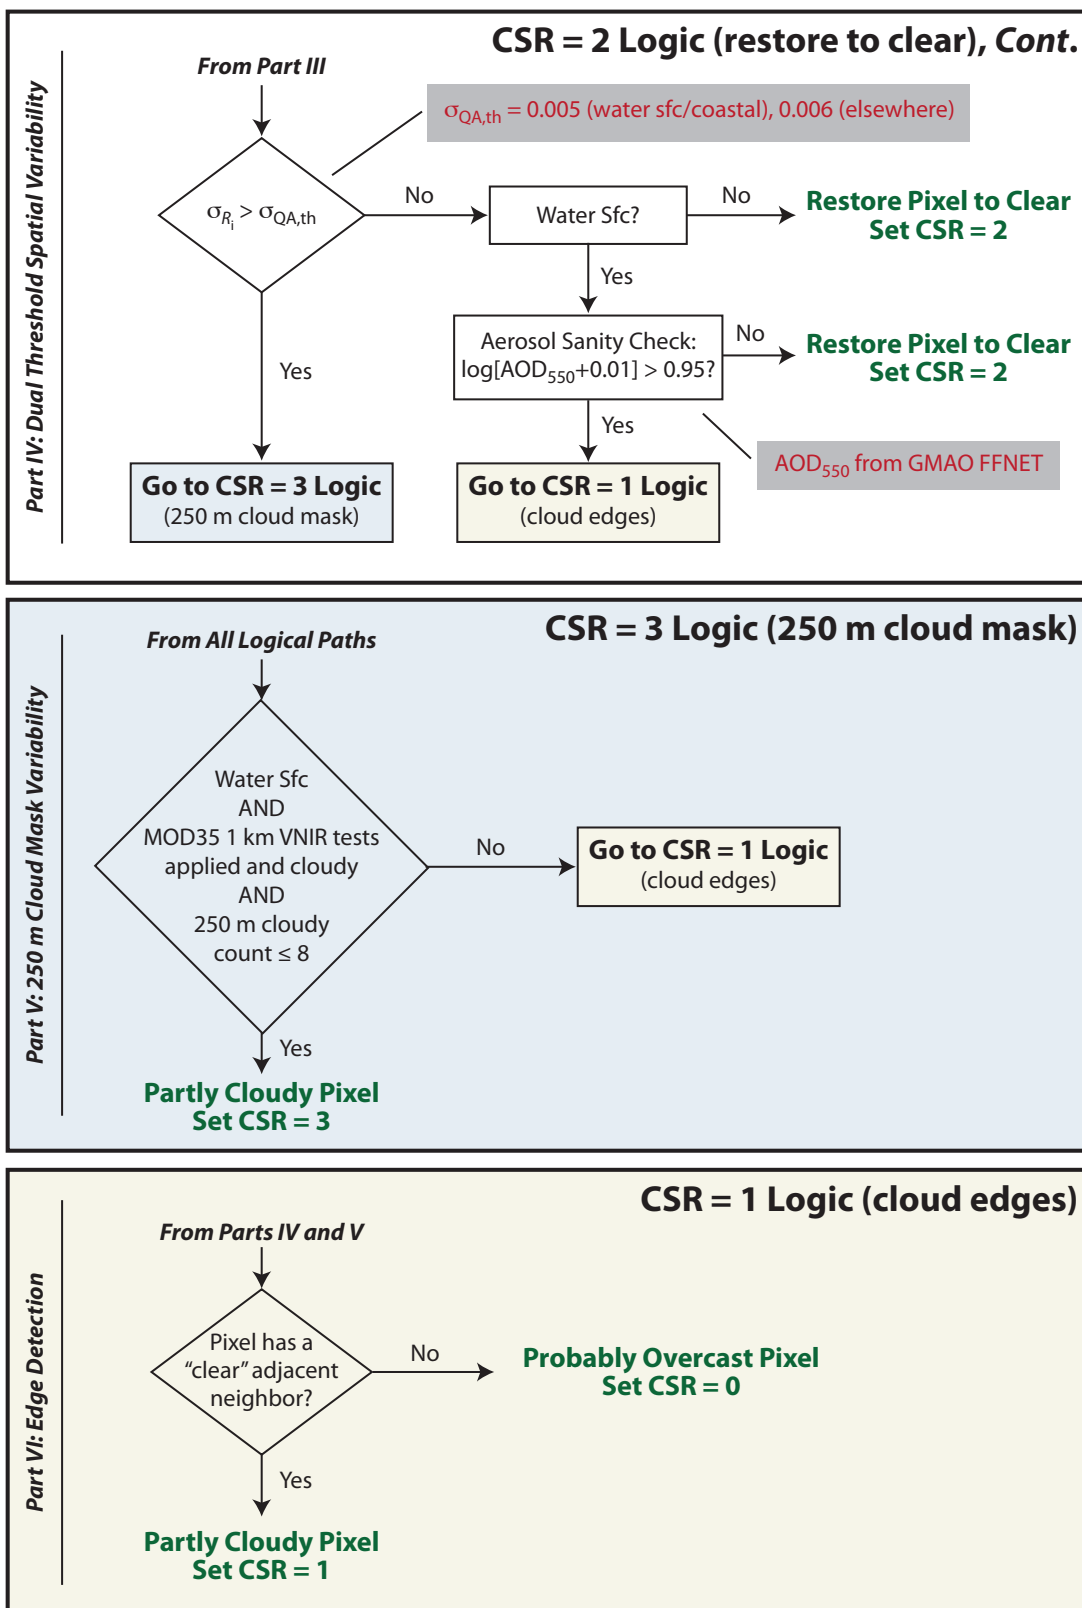 CSR = 2 Logic (restore to clear), Cont.
Part IV: Dual Threshold Spatial Variability
From Part III
σQA,th = 0.005 (water sfc/coastal), 0.006 (elsewhere)
σRi > σQA,th
No
Water Sfc?
No
Restore Pixel to Clear
Set CSR = 2
Yes
Yes
Aerosol Sanity Check:
log[AOD550+0.01] > 0.95?
No
Restore Pixel to Clear
Set CSR = 2
Yes
AOD550 from GMAO FFNET
Go to CSR = 3 Logic
(250 m cloud mask)
Go to CSR = 1 Logic
(cloud edges)
CSR = 3 Logic (250 m cloud mask)
Part V: 250 m Cloud Mask Variability
From All Logical Paths
Water Sfc
AND
MOD35 1 km VNIR tests
applied and cloudy
AND
250 m cloudy
count ≤ 8
No
Go to CSR = 1 Logic
(cloud edges)
Yes
Partly Cloudy Pixel
Set CSR = 3
CSR = 1 Logic (cloud edges)
Part VI: Edge Detection
From Parts IV and V
Pixel has a
“clear” adjacent
neighbor?
No
Probably Overcast Pixel
Set CSR = 0
Yes
Partly Cloudy Pixel
Set CSR = 1